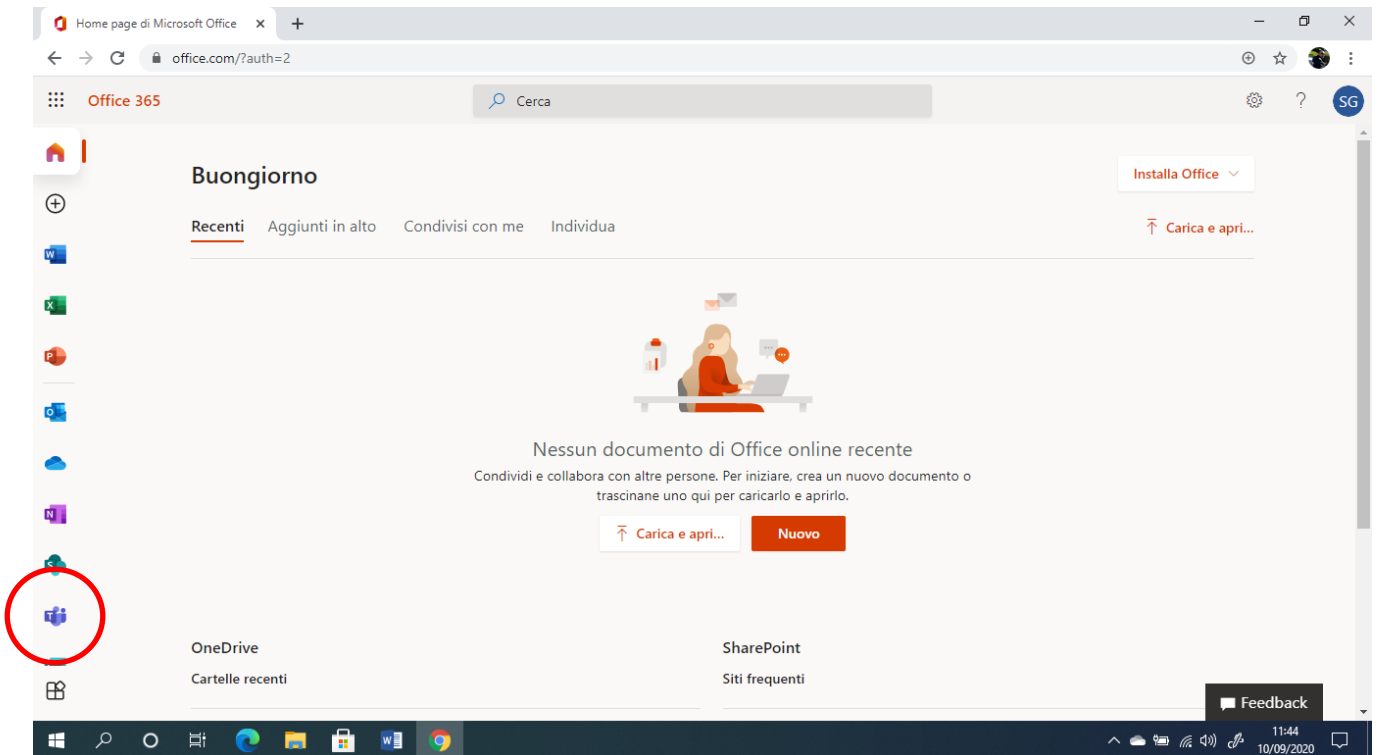 Home page di Microsoft Office
office.com/?auth=2
Office 365
Cerca
SG
Buongiorno
Installa Office
Recenti Aggiunti in alto Condivisi con me Individua
Carica e apri...
Nessun documento di Office online recente
Condividi e collabora con altre persone. Per iniziare, crea un nuovo documento o
trascinane uno qui per caricarlo e aprirlo.
Carica e apri... Nuovo
OneDrive
Cartelle recenti
SharePoint
Siti frequenti
Feedback
11:44
10/09/2020